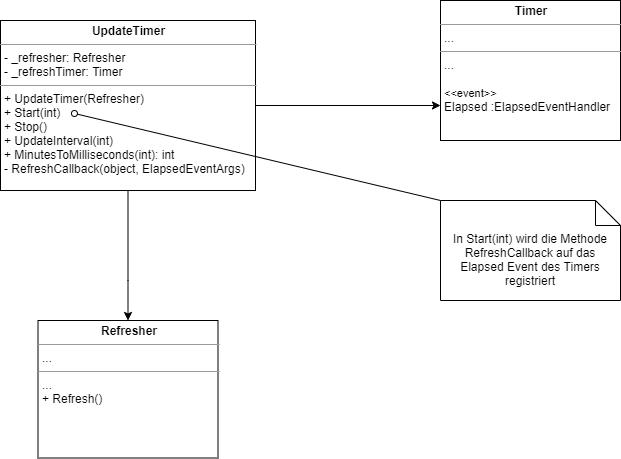 UpdateTimer
- _refresher: Refresher
- _refreshTimer: Timer
+ UpdateTimer(Refresher)
+ Start(int)
+ Stop()
+ UpdateInterval(int)
+ MinutesToMilliseconds(int): int
- RefreshCallback(object, ElapsedEventArgs)
Timer
...
...
<<event>>
Elapsed :ElapsedEventHandler
In Start(int) wird die Methode
RefreshCallback auf das
Elapsed Event des Timers
registriert
Refresher
...
...
+ Refresh()